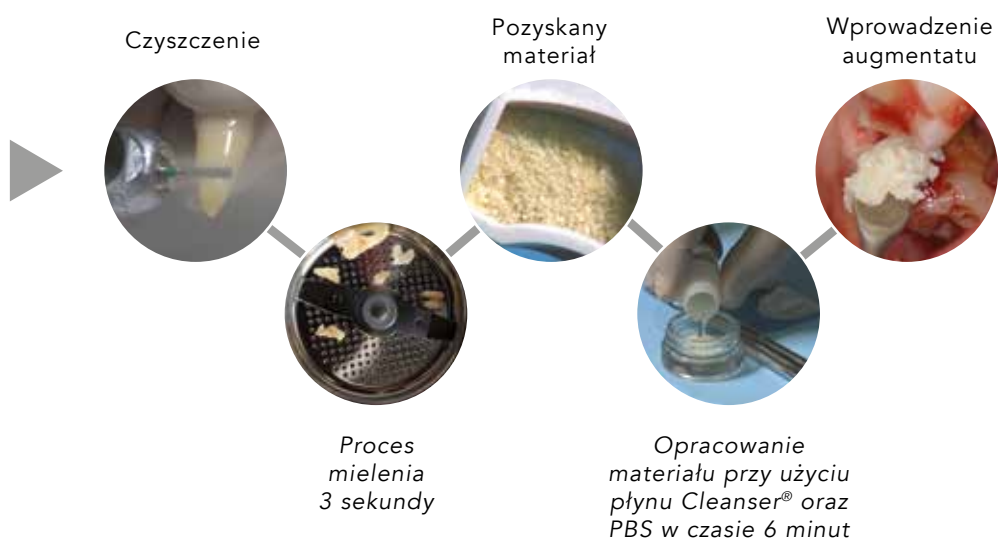 Czyszczenie
Proces
mielenia
3 sekundy
Pozyskany
materiał
Opracowanie
materiału przy użyciu
płynu Cleanser® oraz
PBS w czasie 6 minut
Wprowadzenie
augmentatu